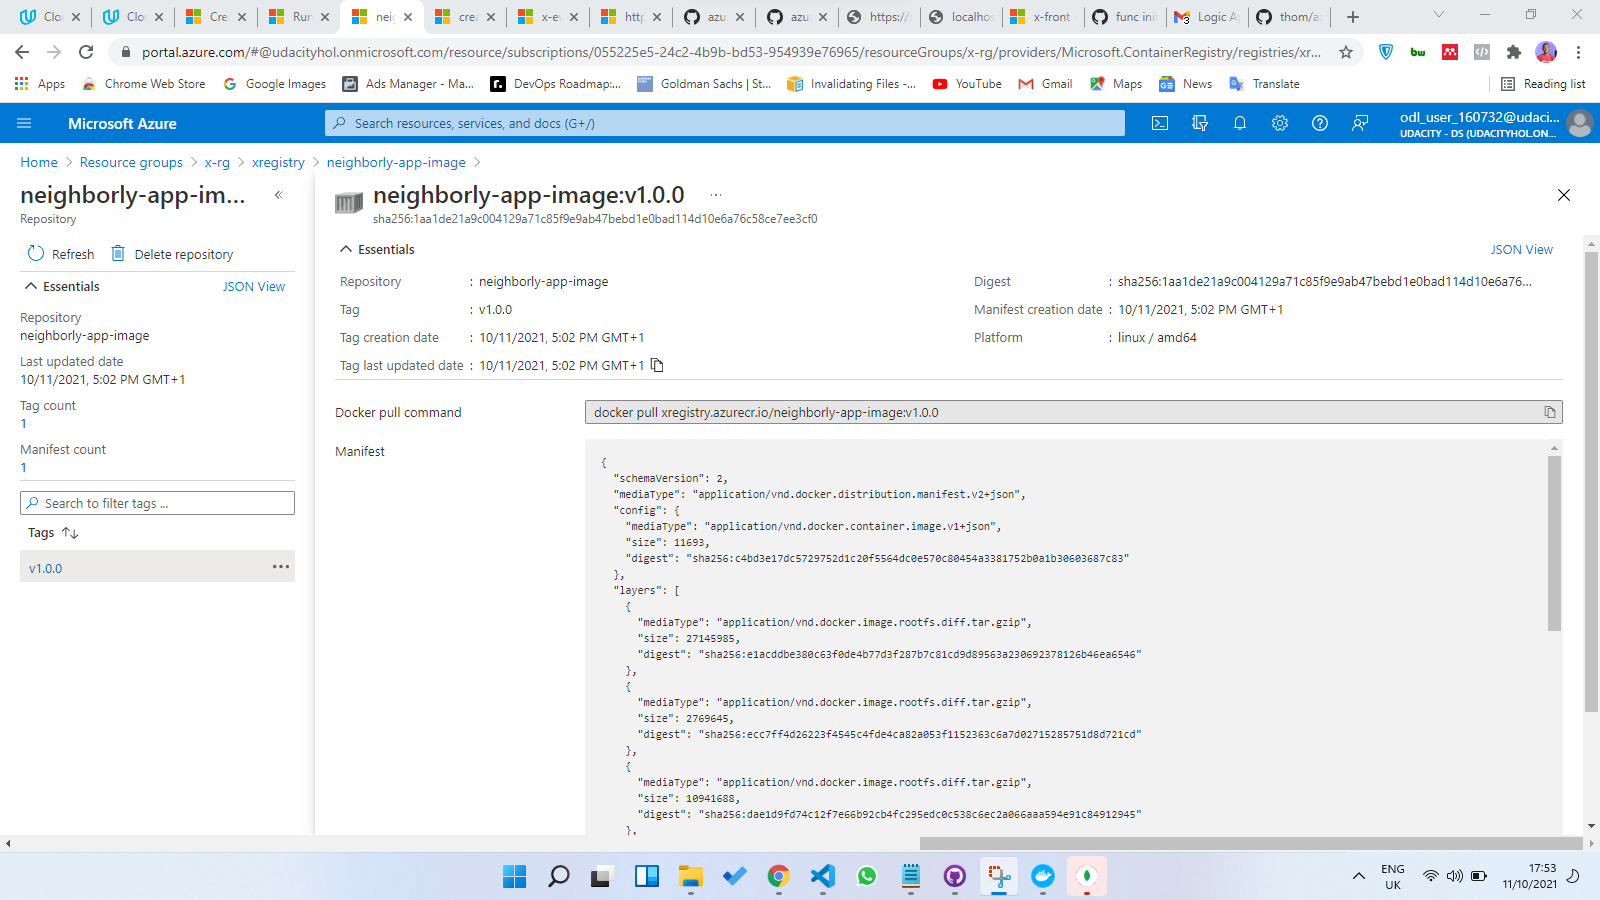 Clo
Clo
Cre
Run
neig
crea
x-ev
http
azu
azu
https://
localhos
x-front
func init
Logic Ap
thom/az
portal.azure.com/#@udacityhol.onmicrosoft.com/resource/subscriptions/055225e5-24c2-4b9b-bd53-954939e76965/resourceGroups/x-rg/providers/Microsoft.ContainerRegistry/registries/xr...
Apps
Chrome Web Store
Google Images
Ads Manager - Ma...
DevOps Roadmap:...
Goldman Sachs | St...
Invalidating Files -...
YouTube
Gmail
Maps
News
Translate
Reading list
Microsoft Azure
Search resources, services, and docs (G+/)
odl_user_160732@udaci...
UDACITY - DS (UDACITYHOL.ON...
Home > Resource groups > x-rg > xregistry > neighborly-app-image >
neighborly-app-im... «
Repository
Refresh
Delete repository
Essentials
JSON View
Repository
neighborly-app-image
Last updated date
10/11/2021, 5:02 PM GMT+1
Tag count
1
Manifest count
1
Search to filter tags ...
Tags ↑↓
v1.0.0 •••
neighborly-app-image:v1.0.0 ...
sha256:1aa1de21a9c004129a71c85f9e9ab47bebd1e0bad114d10e6a76c58ce7ee3cf0
Essentials
JSON View
Repository : neighborly-app-image
Tag : v1.0.0
Tag creation date : 10/11/2021, 5:02 PM GMT+1
Tag last updated date : 10/11/2021, 5:02 PM GMT+1
Digest : sha256:1aa1de21a9c004129a71c85f9e9ab47bebd1e0bad114d10e6a76...
Manifest creation date : 10/11/2021, 5:02 PM GMT+1
Platform : linux / amd64
Docker pull command
docker pull xregistry.azurecr.io/neighborly-app-image:v1.0.0
Manifest
{
"schemaVersion": 2,
"mediaType": "application/vnd.docker.distribution.manifest.v2+json",
"config": {
"mediaType": "application/vnd.docker.container.image.v1+json",
"size": 11693,
"digest": "sha256:c4bd3e17dc5729752d1c20f5564dc0e570c80454a3381752b0a1b30603687c83"
},
"layers": [
{
"mediaType": "application/vnd.docker.image.rootfs.diff.tar.gzip",
"size": 27145985,
"digest": "sha256:e1acddbe380c63f0de4b77d3f287b7c81cd9d89563a230692378126b46ea6546"
},
{
"mediaType": "application/vnd.docker.image.rootfs.diff.tar.gzip",
"size": 2769645,
"digest": "sha256:ecc7ff4d26223f4545c4fde4ca82a053f1152363c6a7d02715285751d8d721cd"
},
{
"mediaType": "application/vnd.docker.image.rootfs.diff.tar.gzip",
"size": 10941688,
"digest": "sha256:dae1d9fd74c12f7e66b92cb4fc295edc0c538c6ec2a066aaa594e91c84912945"
},
ENG
UK
17:53
11/10/2021